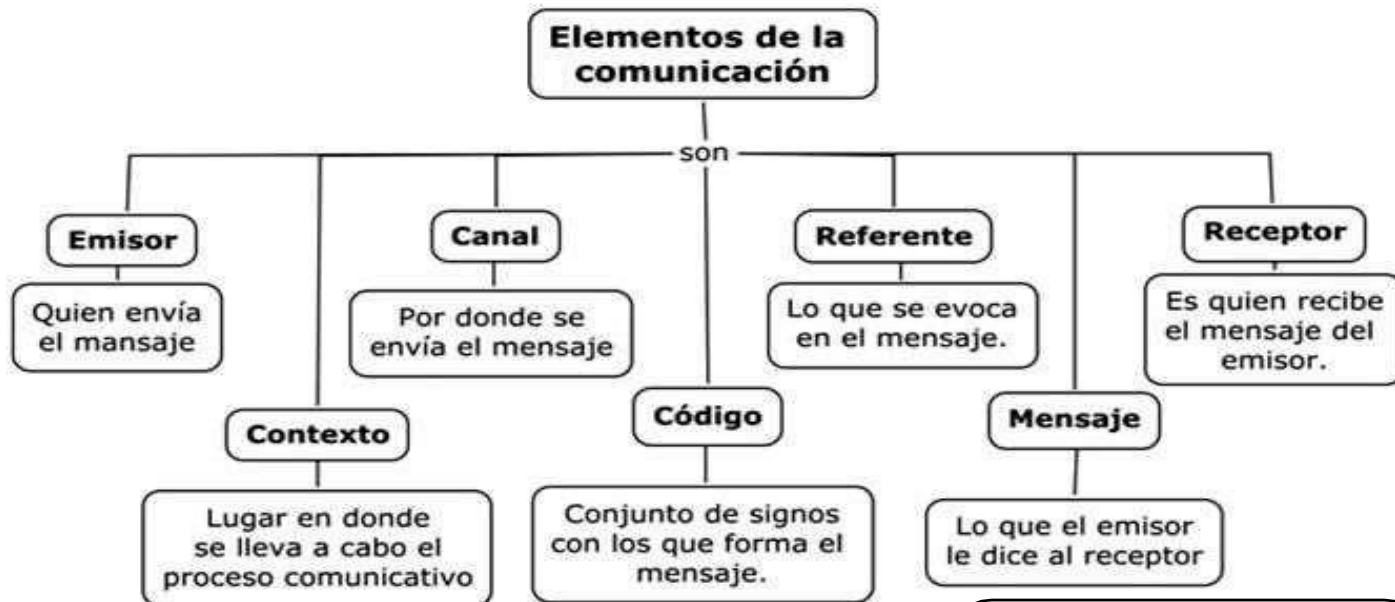 Elementos de la
comunicación
son
Emisor
Quien envía
el mansaje
Contexto
Lugar en donde
se lleva a cabo el
proceso comunicativo
Canal
Por donde se
envía el mensaje
Código
Conjunto de signos
con los que forma el
mensaje.
Referente
Lo que se evoca
en el mensaje.
Mensaje
Lo que el emisor
le dice al receptor
Receptor
Es quien recibe
el mensaje del
emisor.